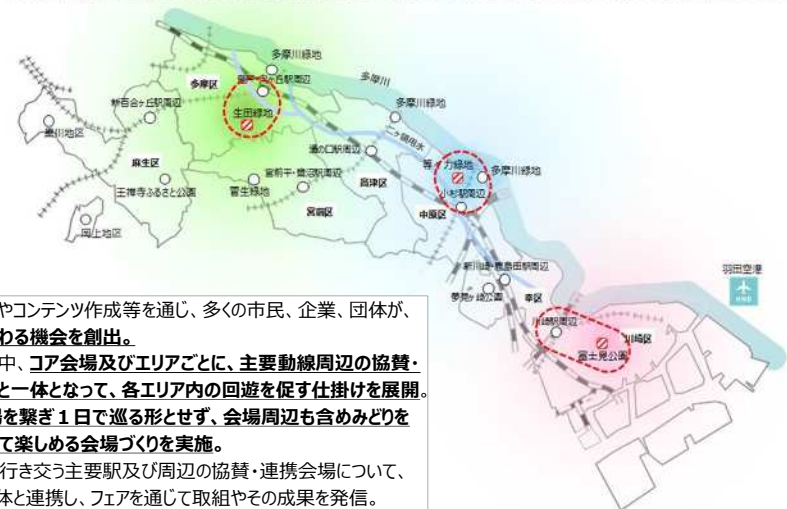 多摩川緑地
多摩区
登戸・向ヶ丘駅周辺
多摩川
新百合ヶ丘駅周辺
生田緑地
多摩川緑地
二ヶ領用水
黒川地区
麻生区
溝の口駅周辺
等々力緑地
多摩川緑地
宮前平・鷺沼駅周辺
高津区
小杉駅周辺
王禅寺ふるさと公園
菅生緑地
宮前区
中原区
岡上地区
新川崎・鹿島田駅周辺
羽田空港
HND
夢見ヶ崎公園
幸区
川崎駅周辺
川崎区
富士見公園
やコンテンツ作成等を通じ、多くの市民、企業、団体が、
わる機会を創出。
中、コア会場及びエリアごとに、主要動線周辺の協賛・
と一体となって、各エリア内の回遊を促す仕掛けを展開。
場を繋ぎ1日で巡る形とせず、会場周辺も含めみどりを
て楽しめる会場づくりを実施。
行き交う主要駅及び周辺の協賛・連携会場について、
体と連携し、フェアを通じて取組やその成果を発信。